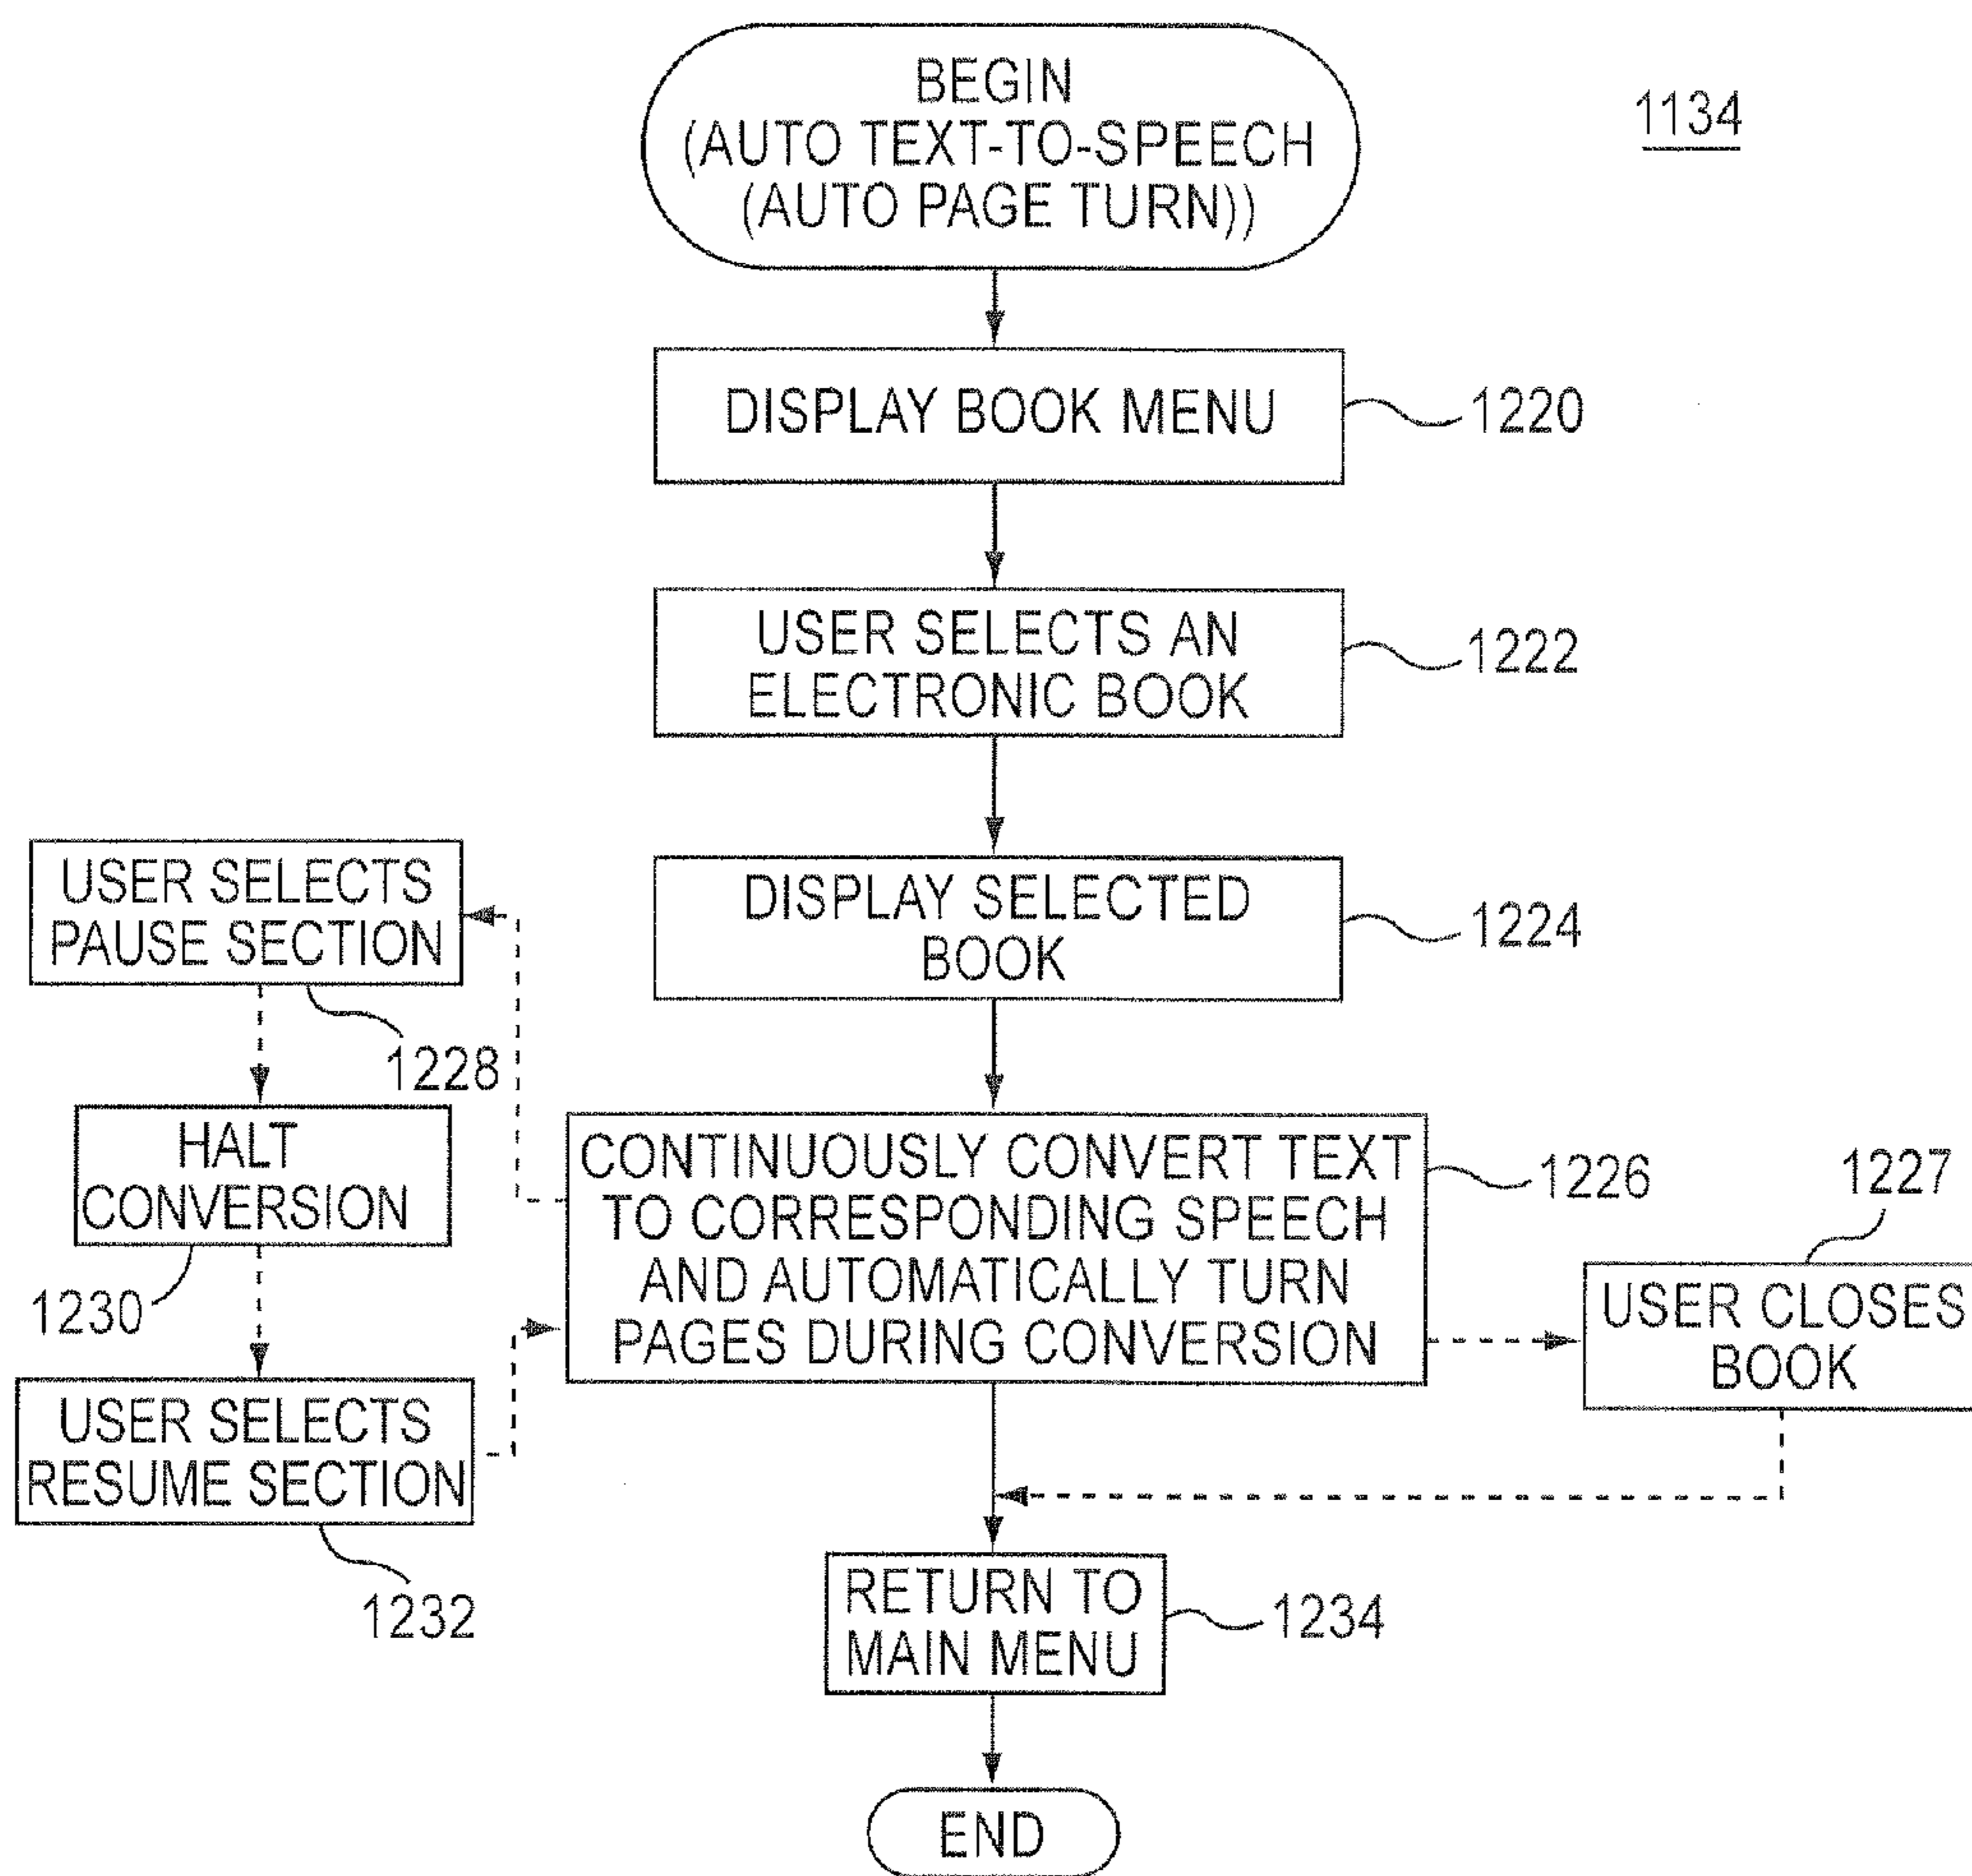 BEGIN
(AUTO TEXT-TO-SPEECH
(AUTO PAGE TURN))
1134
DISPLAY BOOK MENU
1220
USER SELECTS AN
ELECTRONIC BOOK
1222
DISPLAY SELECTED
BOOK
1224
USER SELECTS
PAUSE SECTION
1228
HALT
CONVERSION
1230
USER SELECTS
RESUME SECTION
1232
CONTINUOUSLY CONVERT TEXT
TO CORRESPONDING SPEECH
AND AUTOMATICALLY TURN
PAGES DURING CONVERSION
1226
1227
USER CLOSES
BOOK
RETURN TO
MAIN MENU
1234
END